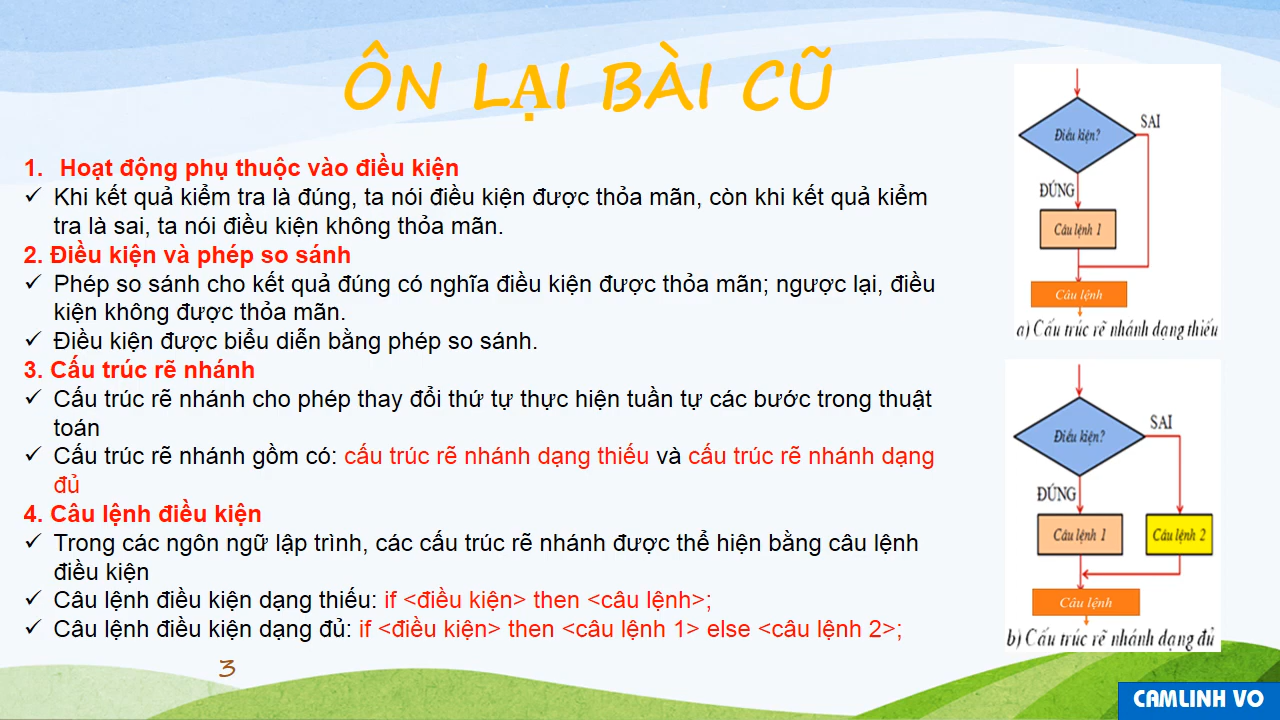 ÔN LẠI BÀI CŨ
1. Hoạt động phụ thuộc vào điều kiện
✓ Khi kết quả kiểm tra là đúng, ta nói điều kiện được thỏa mãn, còn khi kết quả kiểm
tra là sai, ta nói điều kiện không thỏa mãn.
2. Điều kiện và phép so sánh
✓ Phép so sánh cho kết quả đúng có nghĩa điều kiện được thỏa mãn; ngược lại, điều
kiện không được thỏa mãn.
✓ Điều kiện được biểu diễn bằng phép so sánh.
3. Cấu trúc rẽ nhánh
✓ Cấu trúc rẽ nhánh cho phép thay đổi thứ tự thực hiện tuần tự các bước trong thuật
toán
✓ Cấu trúc rẽ nhánh gồm có: cấu trúc rẽ nhánh dạng thiếu và cấu trúc rẽ nhánh dạng
đủ
4. Câu lệnh điều kiện
✓ Trong các ngôn ngữ lập trình, các cấu trúc rẽ nhánh được thể hiện bằng câu lệnh
điều kiện
✓ Câu lệnh điều kiện dạng thiếu: if <điều kiện> then <câu lệnh>;
✓ Câu lệnh điều kiện dạng đủ: if <điều kiện> then <câu lệnh 1> else <câu lệnh 2>;
3
Điều kiện?
SAI
ĐÚNG
Câu lệnh 1
Câu lệnh
a) Cấu trúc rẽ nhánh dạng thiếu
Điều kiện?
SAI
ĐÚNG
Câu lệnh 1
Câu lệnh 2
Câu lệnh
b) Cấu trúc rẽ nhánh dạng đủ
CAMLINH VO